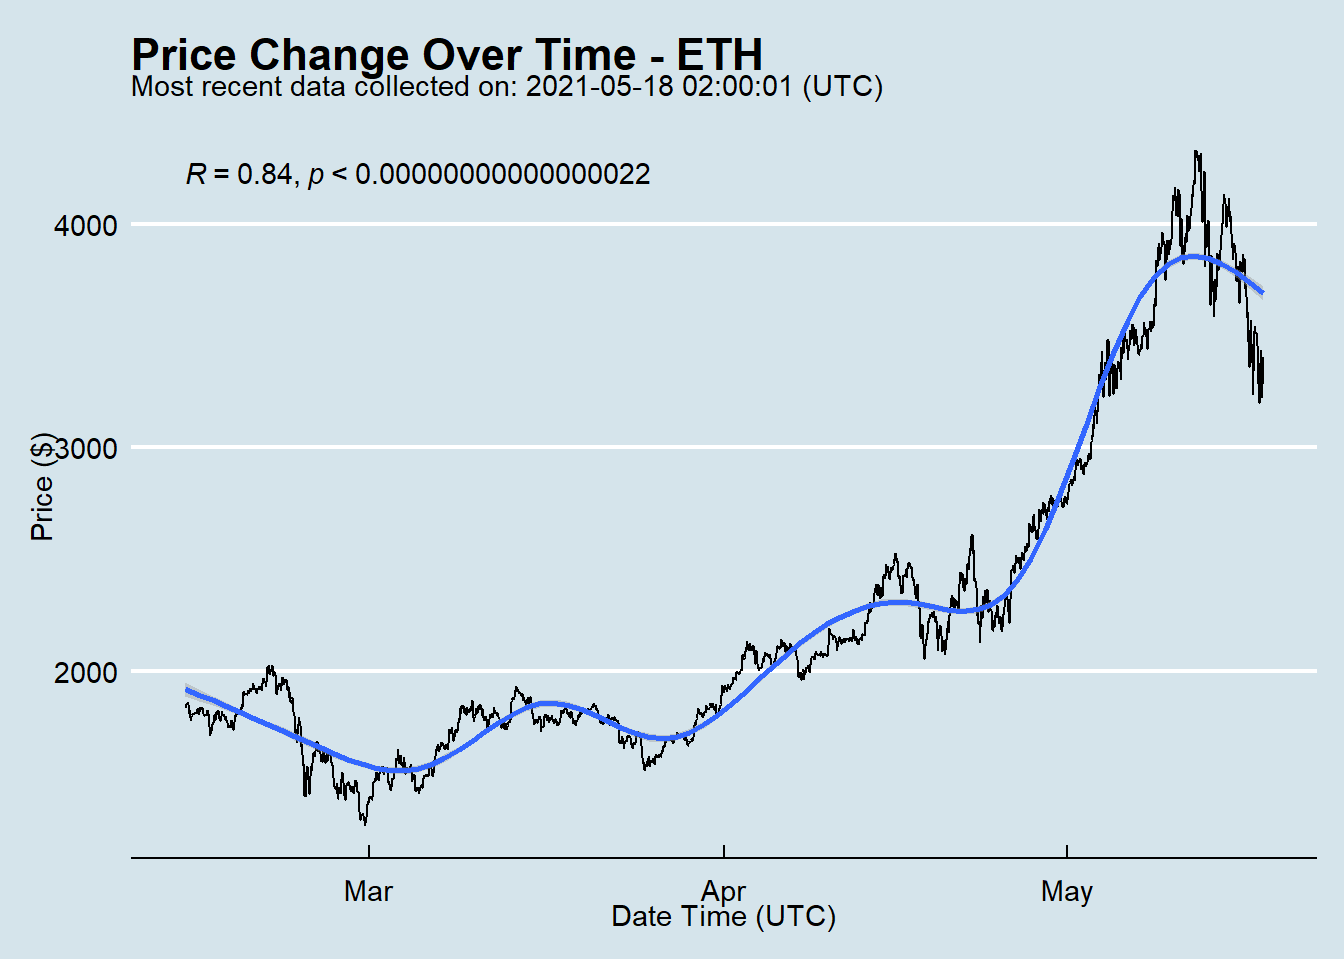 Price Change Over Time - ETH
Most recent data collected on: 2021-05-18 02:00:01 (UTC)
R = 0.84, p < 0.00000000000000022
4000
3000
2000
Price ($)
Mar
Apr
May
Date Time (UTC)